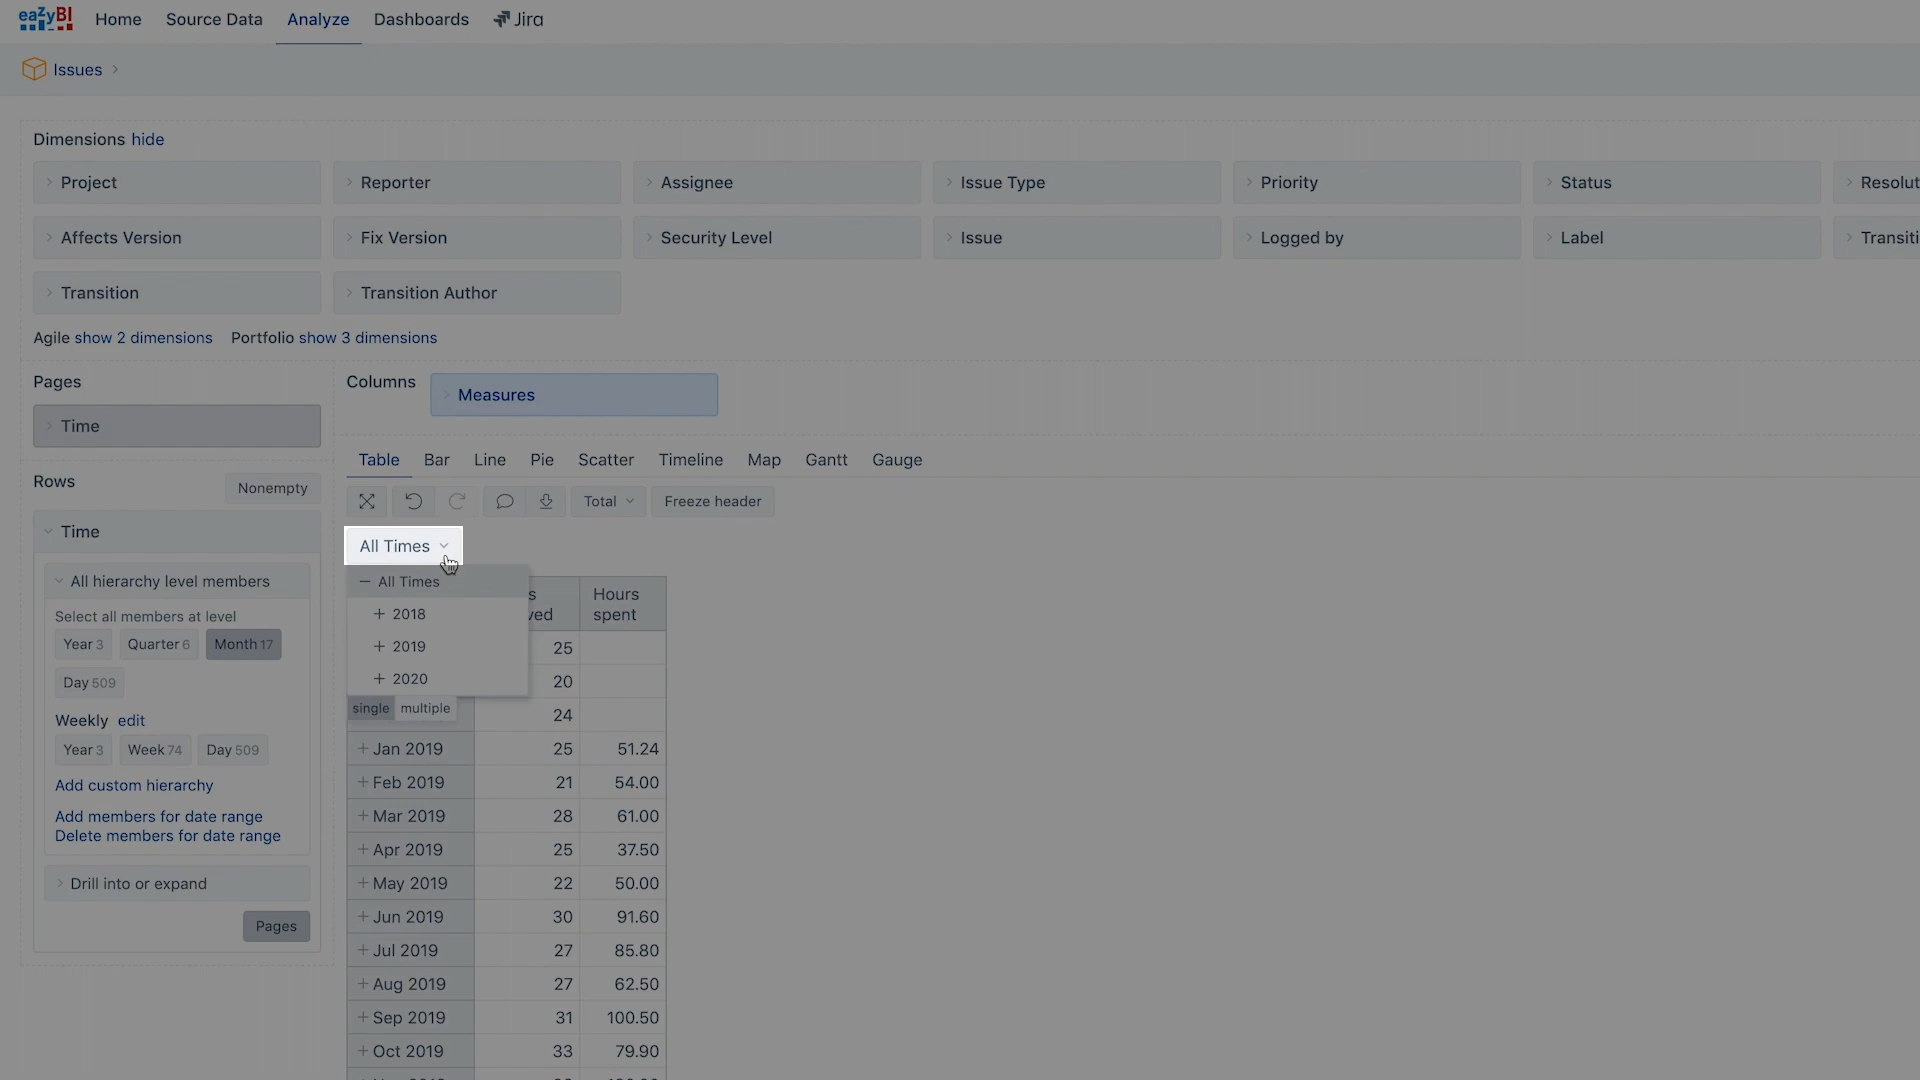 eazyBI Home Source Data Analyze Dashboards Jira
Issues
Dimensions hide
Project Reporter Assignee Issue Type Priority Status Resolut
Affects Version Fix Version Security Level Issue Logged by Label Transiti
Transition Transition Author
Agile show 2 dimensions Portfolio show 3 dimensions
Pages
Time
Columns Measures
Table Bar Line Pie Scatter Timeline Map Gantt Gauge
Rows Nonempty
Total Freeze header
Time
All hierarchy level members
Select all members at level
Year 3 Quarter 6 Month 17
Day 509
Weekly edit
Year 3 Week 74 Day 509
Add custom hierarchy
Add members for date range
Delete members for date range
Drill into or expand
Pages
All Times
All Times
2018
2019
2020
single multiple
s
ved
Hours
spent
25
20
24
Jan 2019 25 51.24
Feb 2019 21 54.00
Mar 2019 28 61.00
Apr 2019 25 37.50
May 2019 22 50.00
Jun 2019 30 91.60
Jul 2019 27 85.80
Aug 2019 27 62.50
Sep 2019 31 100.50
Oct 2019 33 79.90